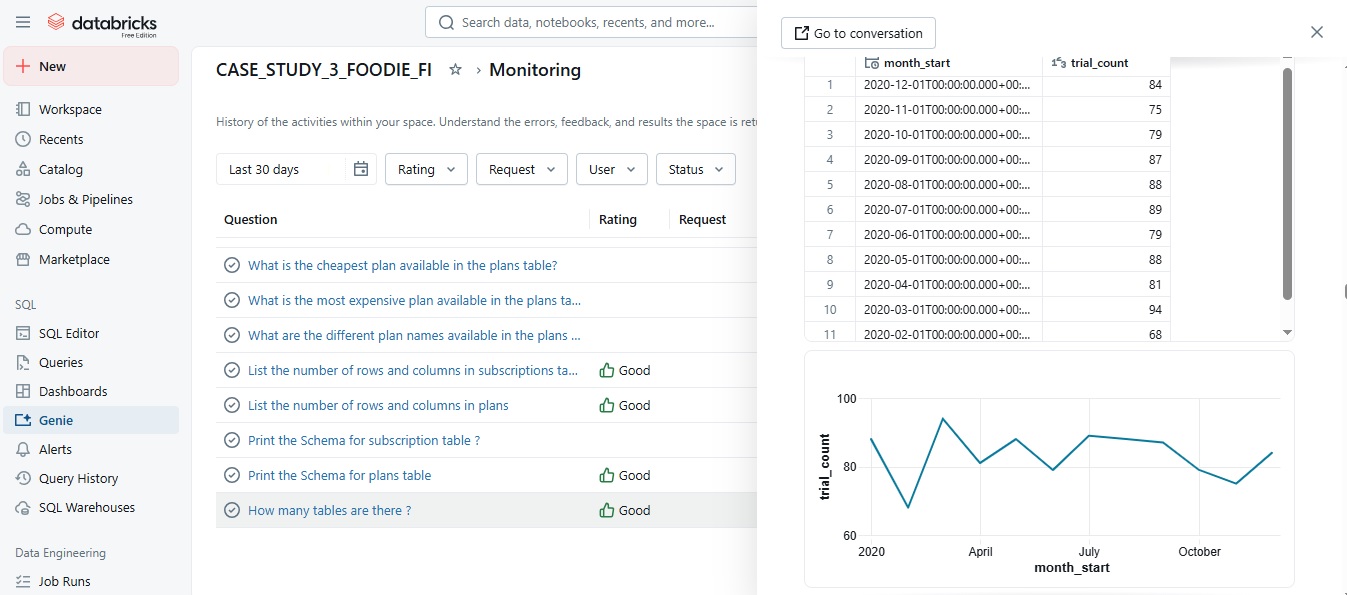 databricks
Free Edition
Search data, notebooks, recents, and more...
Go to conversation
New
Workspace
Recents
Catalog
Jobs & Pipelines
Compute
Marketplace
SQL
SQL Editor
Queries
Dashboards
Genie
Alerts
Query History
SQL Warehouses
Data Engineering
Job Runs
CASE_STUDY_3_FOODIE_FI › Monitoring
History of the activities within your space. Understand the errors, feedback, and results the space is retu
Last 30 days
Rating
Request
User
Status
Question Rating Request
What is the cheapest plan available in the plans table?
What is the most expensive plan available in the plans ta...
What are the different plan names available in the plans ...
List the number of rows and columns in subscriptions ta... Good
List the number of rows and columns in plans Good
Print the Schema for subscription table ?
Print the Schema for plans table Good
How many tables are there ? Good
month_start trial_count
1 2020-12-01T00:00:00.000+00:... 84
2 2020-11-01T00:00:00.000+00:... 75
3 2020-10-01T00:00:00.000+00:... 79
4 2020-09-01T00:00:00.000+00:... 87
5 2020-08-01T00:00:00.000+00:... 88
6 2020-07-01T00:00:00.000+00:... 89
7 2020-06-01T00:00:00.000+00:... 79
8 2020-05-01T00:00:00.000+00:... 88
9 2020-04-01T00:00:00.000+00:... 81
10 2020-03-01T00:00:00.000+00:... 94
11 2020-02-01T00:00:00.000+00:... 68
100
80
60
trial_count
2020 April July October
month_start